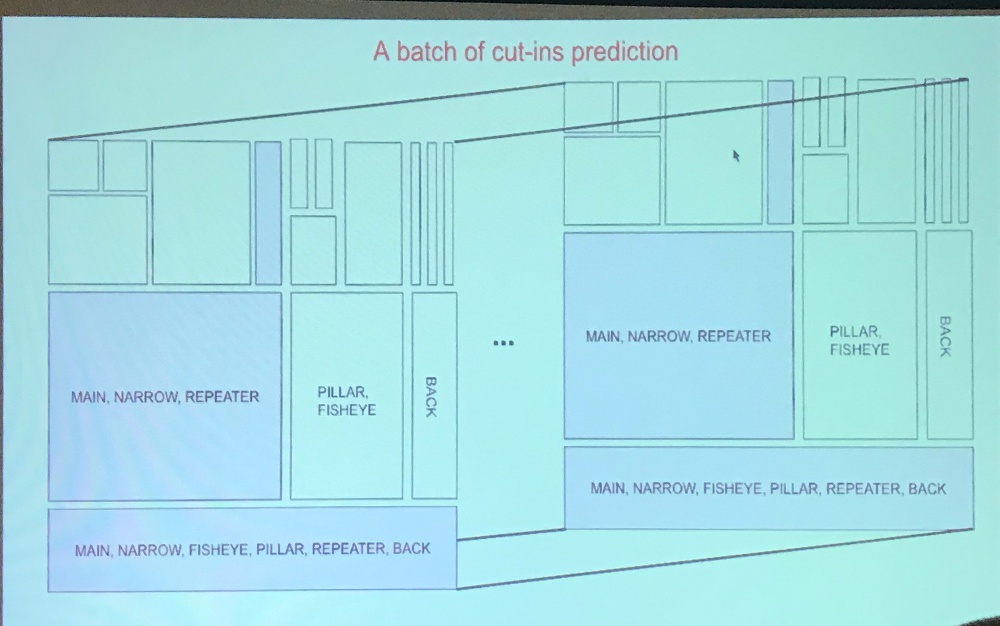 A batch of cut-ins prediction
MAIN, NARROW, REPEATER
PILLAR,
FISHEYE
BACK
MAIN, NARROW, FISHEYE, PILLAR, REPEATER, BACK
...
MAIN, NARROW, REPEATER
PILLAR,
FISHEYE
BACK
MAIN, NARROW, FISHEYE, PILLAR, REPEATER, BACK